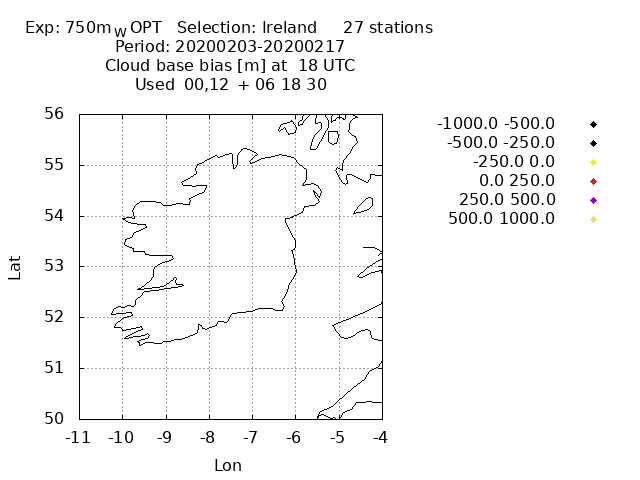 Exp: 750m_W OPT   Selection: Ireland     27 stations
Period: 20200203-20200217
Cloud base bias [m] at  18 UTC
Used  00,12  + 06 18 30
-1000.0 -500.0
-500.0 -250.0
-250.0 0.0
0.0 250.0
250.0 500.0
500.0 1000.0
56
55
54
53
52
51
50
Lat
-11 -10 -9 -8 -7 -6 -5 -4
Lon